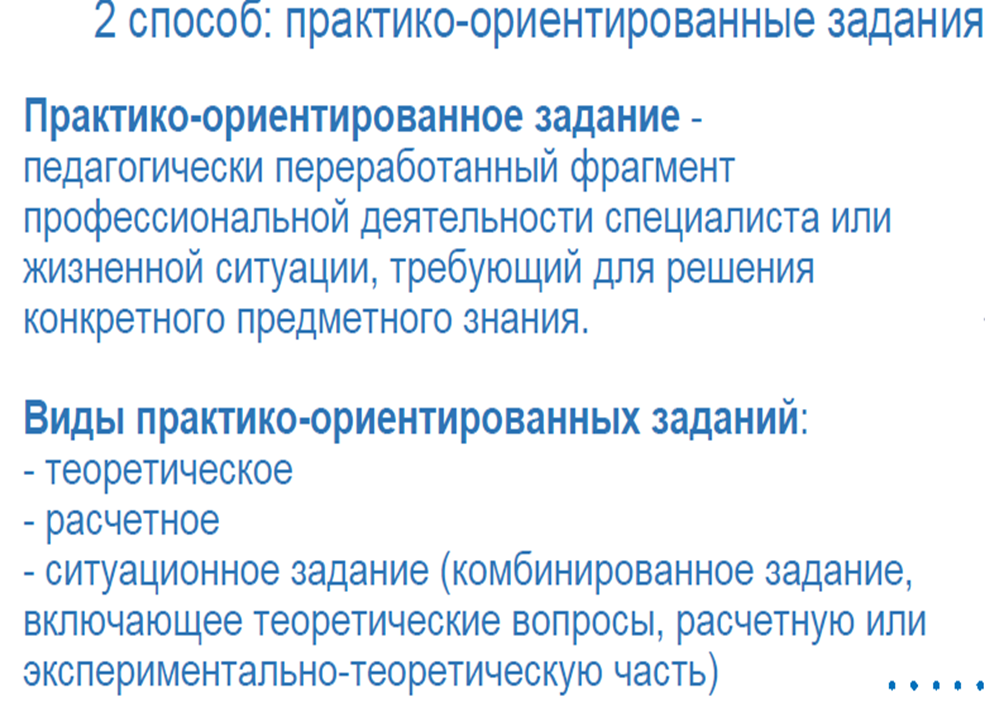 2 способ: практико-ориентированные задания
Практико-ориентированное задание -
педагогически переработанный фрагмент
профессиональной деятельности специалиста или
жизненной ситуации, требующий для решения
конкретного предметного знания.
Виды практико-ориентированных заданий:
- теоретическое
- расчетное
- ситуационное задание (комбинированное задание,
включающее теоретические вопросы, расчетную или
экспериментально-теоретическую часть)